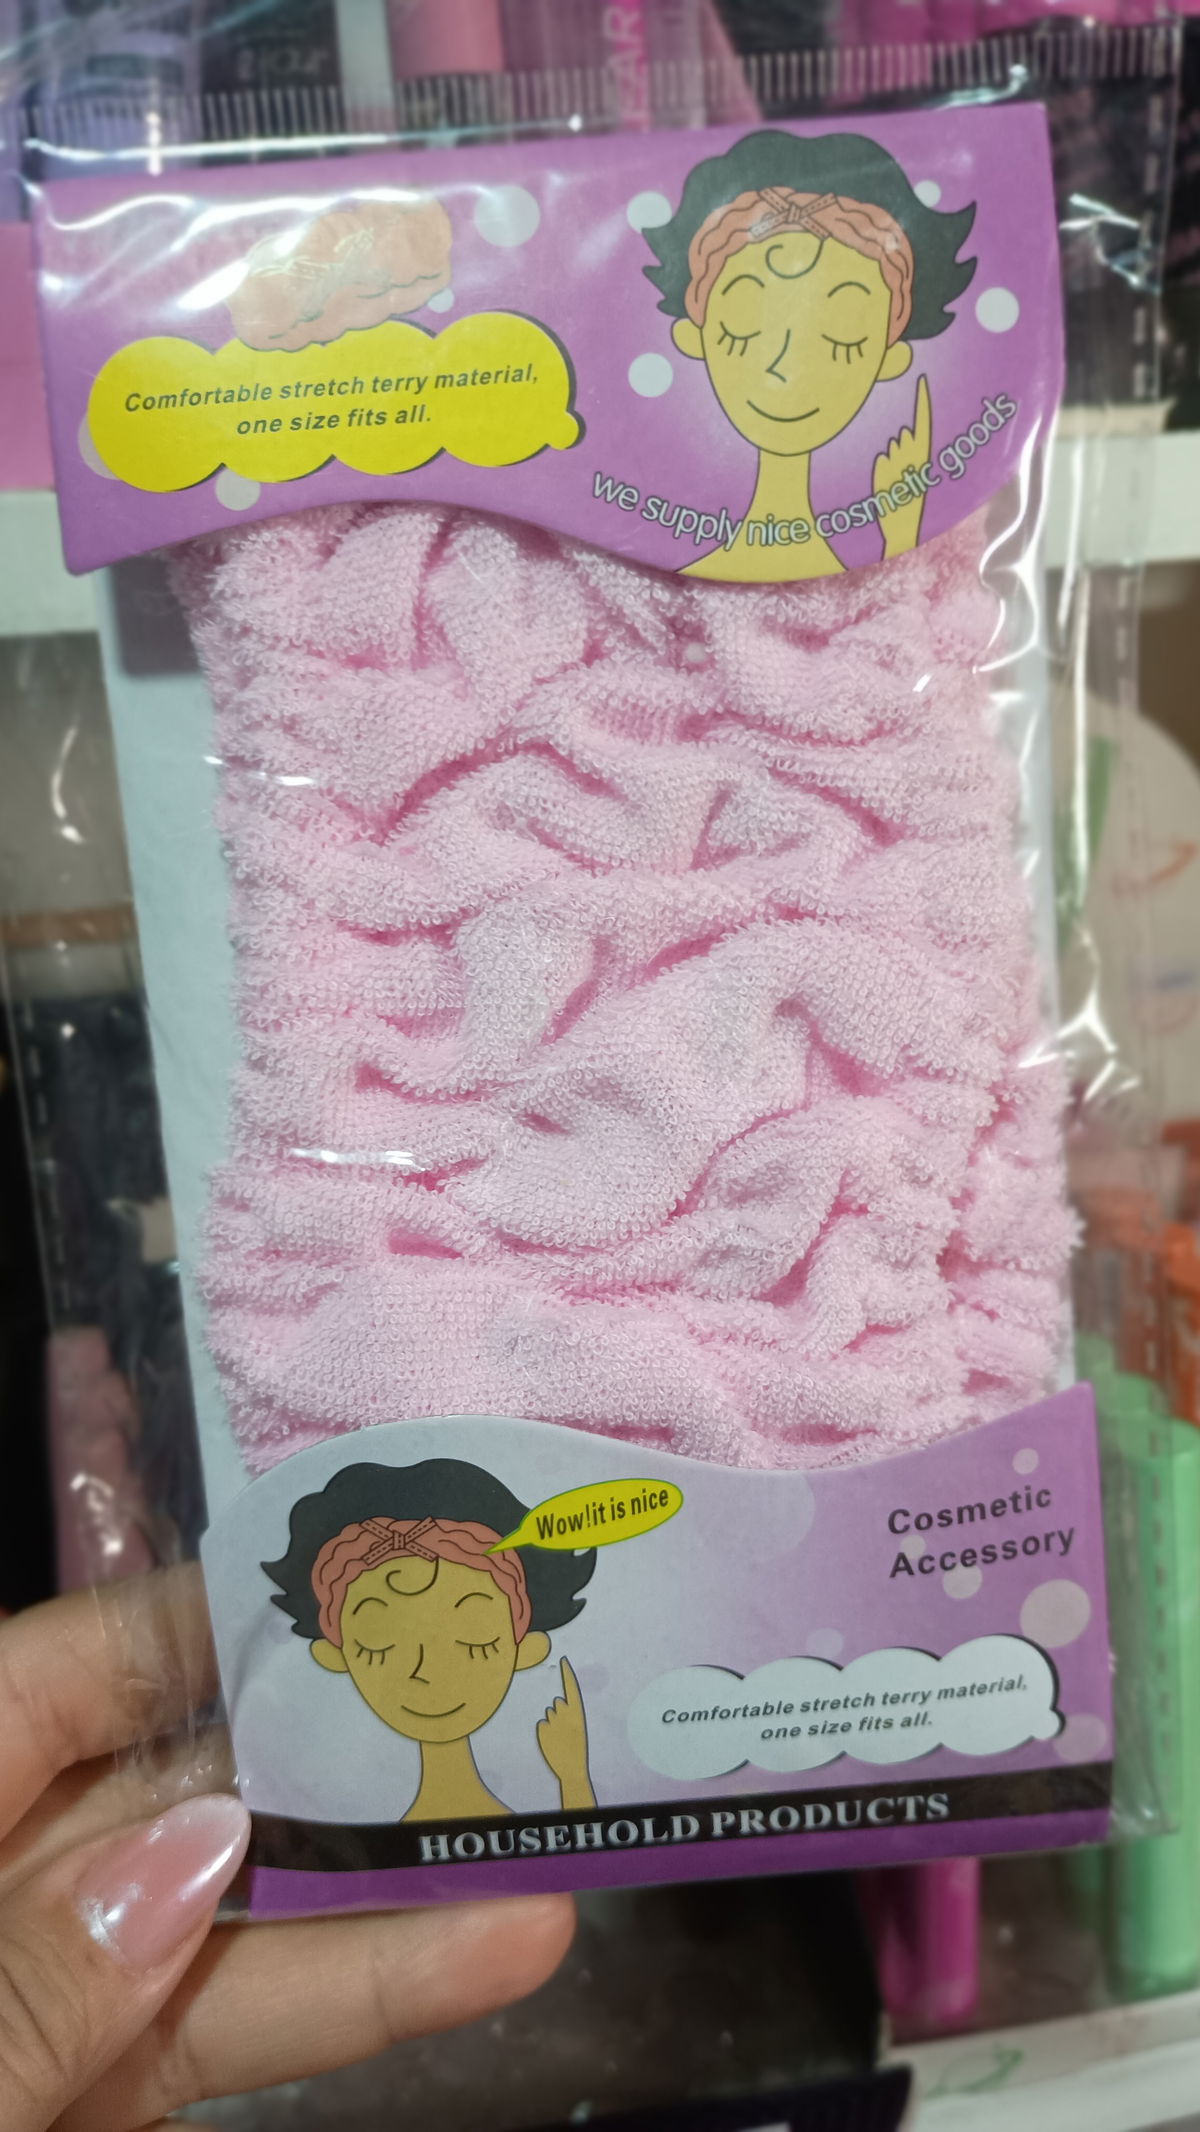 Comfortable stretch terry material,
one size fits all.
we supply nice cosmetic goods
Wow!it is nice
Cosmetic
Accessory
Comfortable stretch terry material,
one size fits all.
HOUSEHOLD PRODUCTS